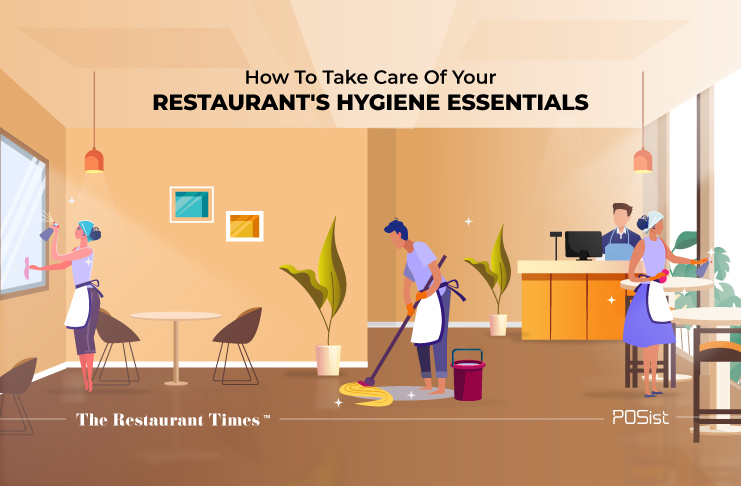 How To Take Care Of Your
RESTAURANT'S HYGIENE ESSENTIALS
The Restaurant Times™
POSist